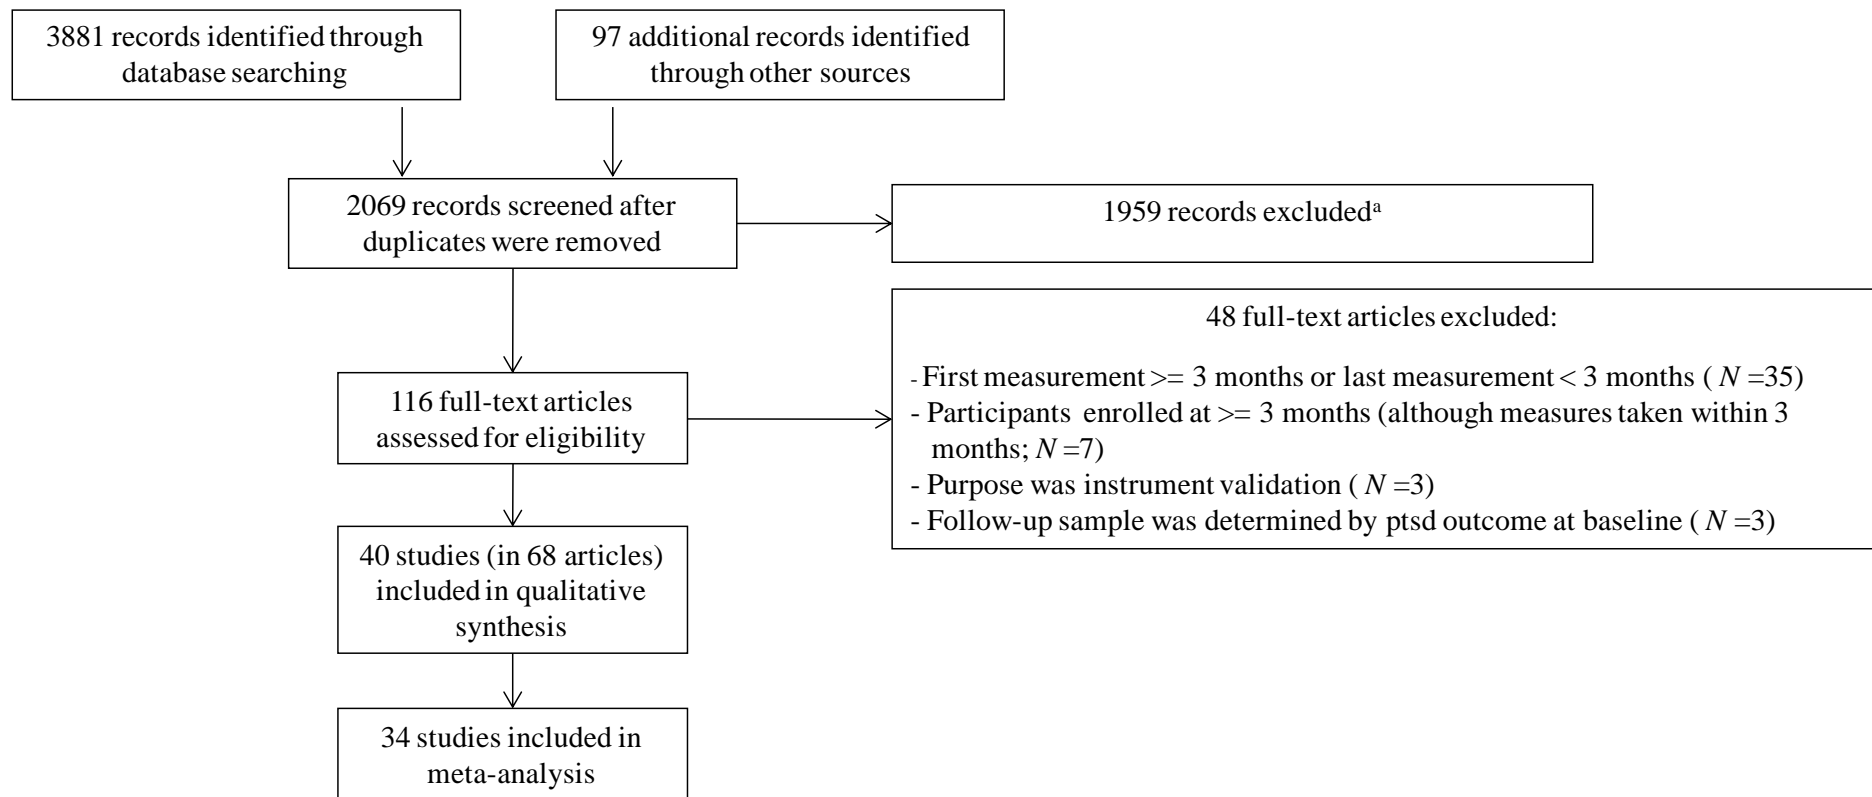 3881 records identified through
database searching
97 additional records identified
through other sources
2069 records screened after
duplicates were removed
1959 records excludedᵃ
116 full-text articles
assessed for eligibility
48 full-text articles excluded:
- First measurement >= 3 months or last measurement < 3 months ( N =35)
- Participants enrolled at >= 3 months (although measures taken within 3
months; N =7)
- Purpose was instrument validation ( N =3)
- Follow-up sample was determined by ptsd outcome at baseline ( N =3)
40 studies (in 68 articles)
included in qualitative
synthesis
34 studies included in
meta-analysis